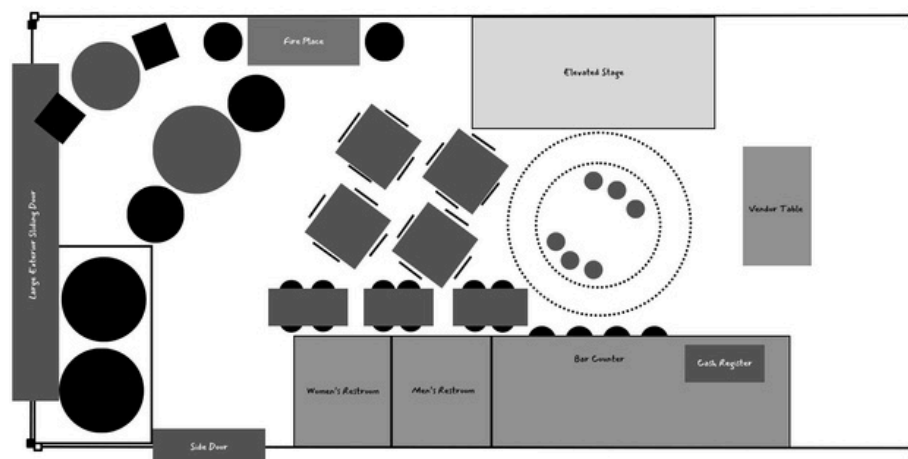 Fire Place
Elevated Stage
Large Exterior Sliding Door
Vendor Table
Women's Restroom
Men's Restroom
Bar Counter
Cash Register
Side Door